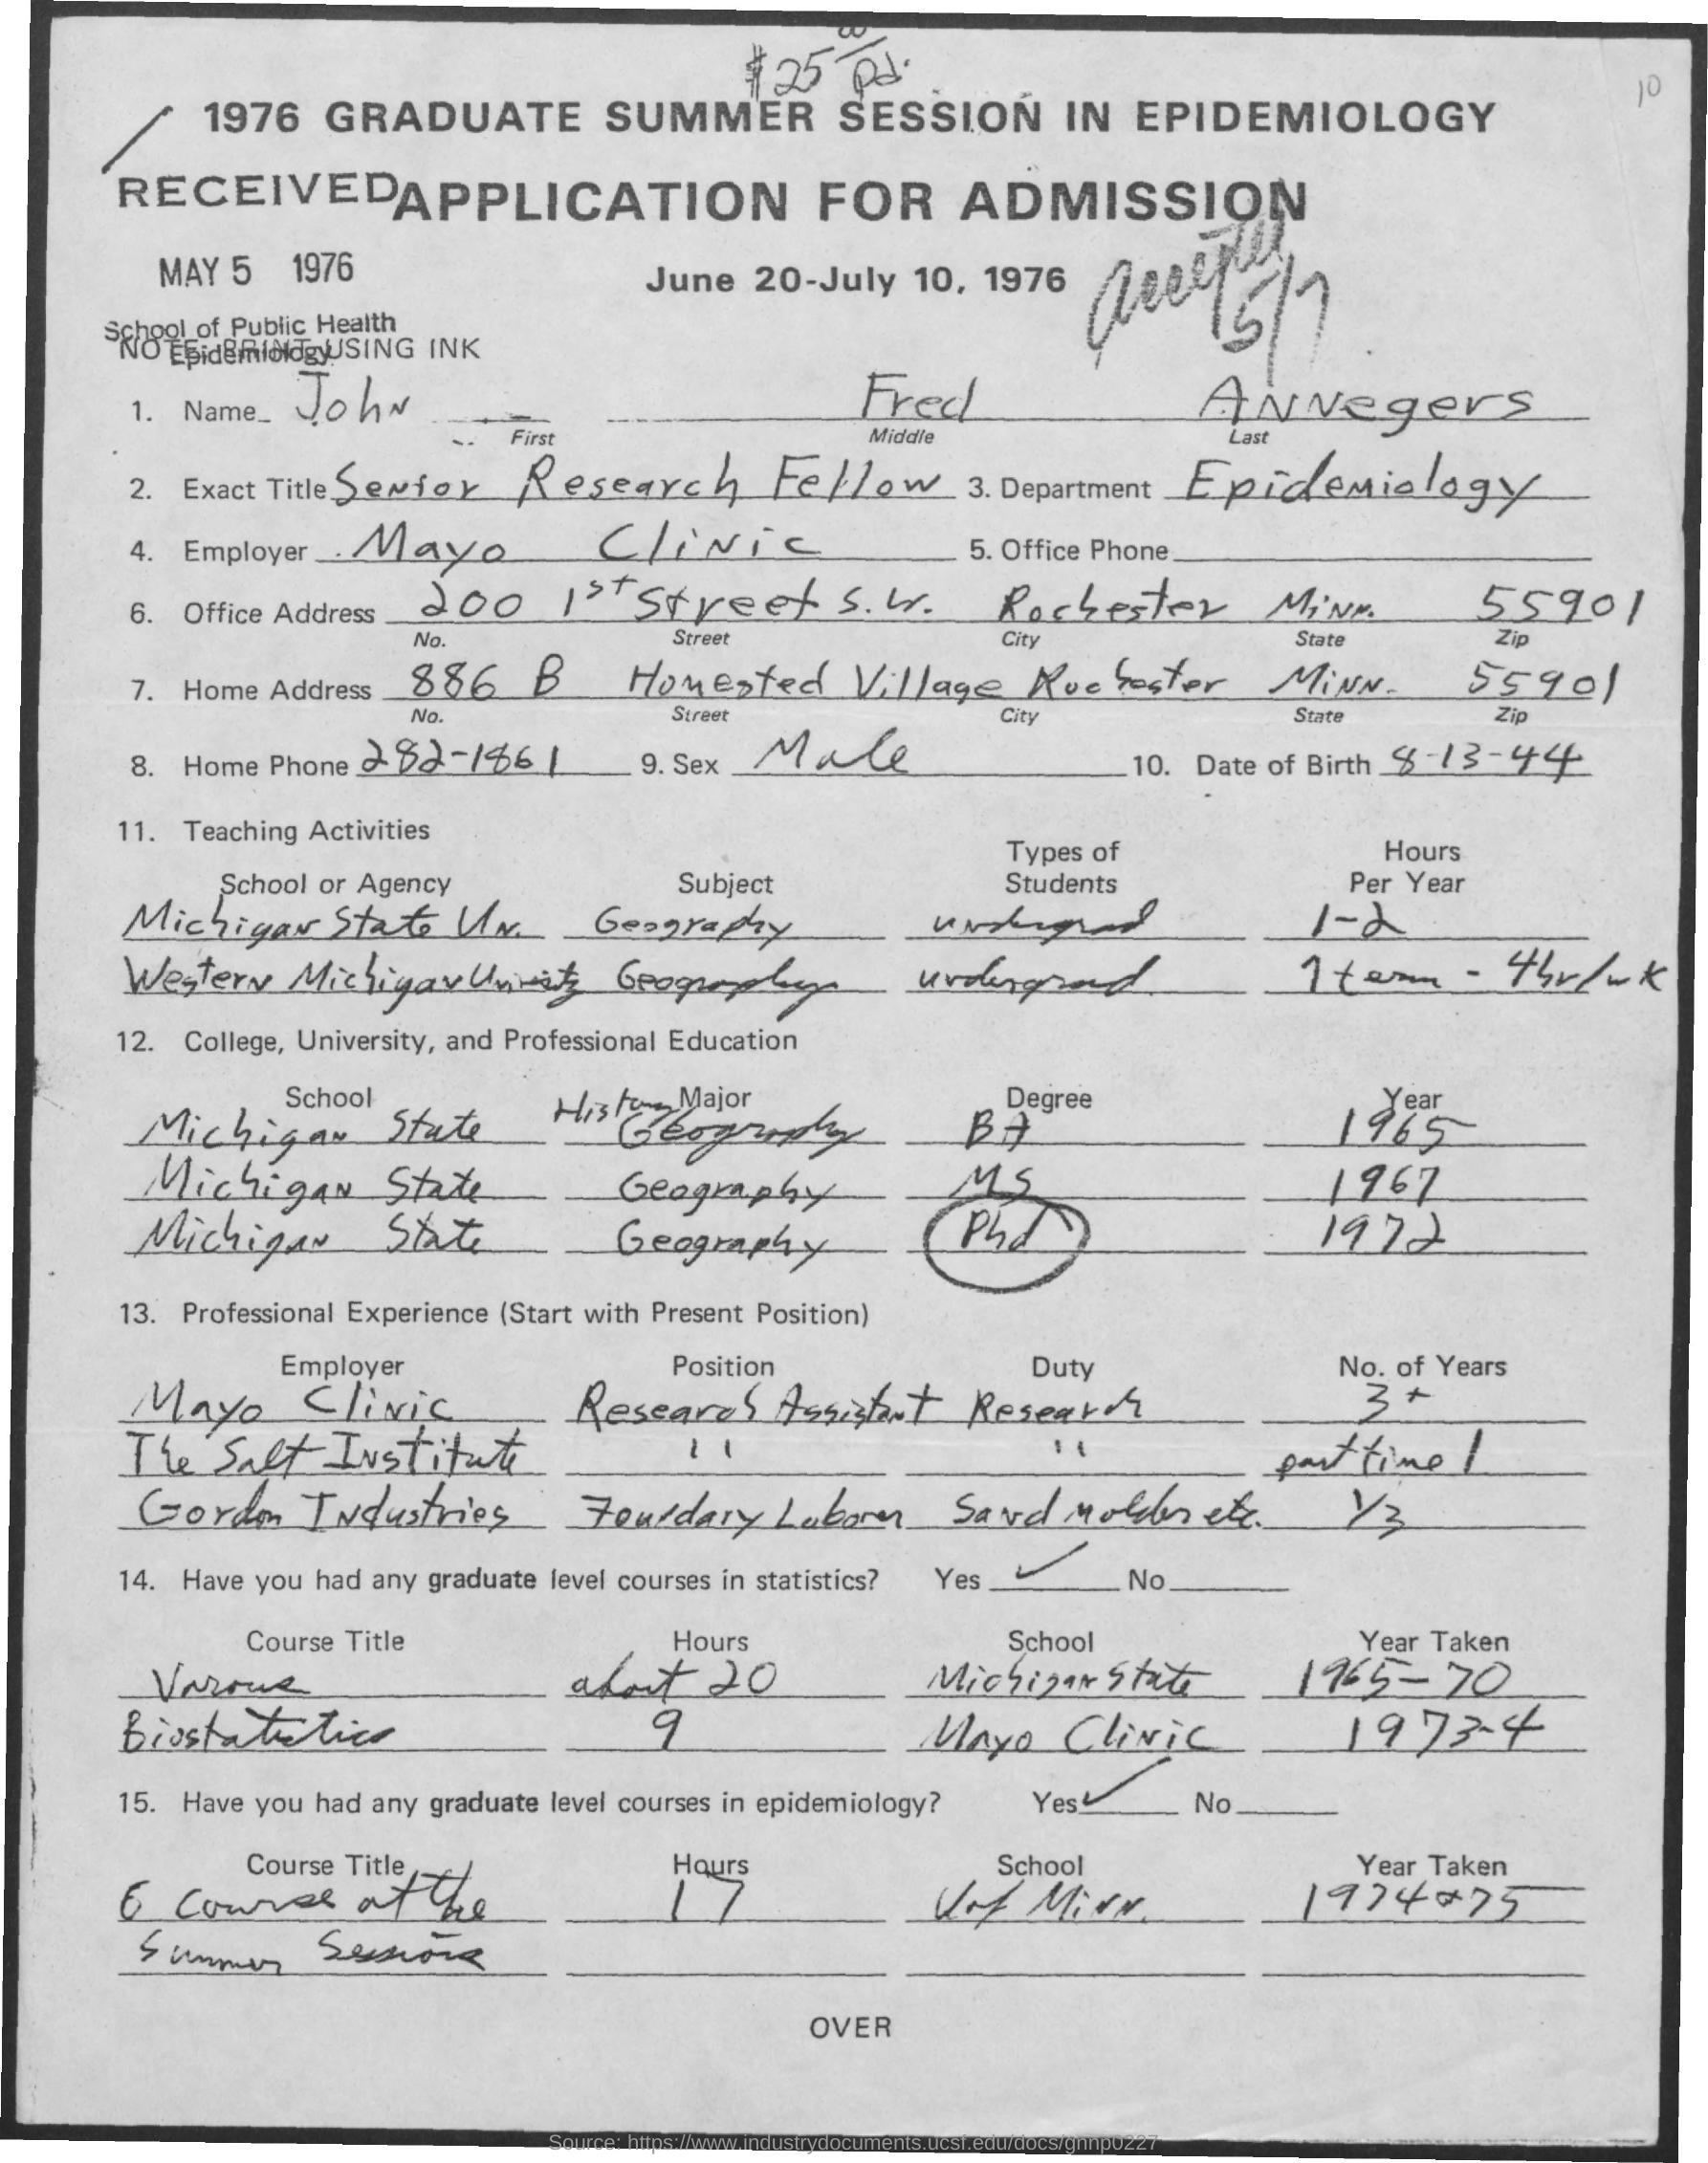 $25 00 pd.
10
1976 GRADUATE SUMMER SESSION IN EPIDEMIOLOGY
RECEIVED APPLICATION FOR ADMISSION
MAY 5 1976 June 20-July 10, 1976 Accepted 5/7
School of Public Health
Epidemiology
NOTE: PRINT USING INK
1. Name John Fred Annegers
First Middle Last
2. Exact Title Senior Research Fellow 3. Department Epidemiology
4. Employer Mayo Clinic 5. Office Phone
6. Office Address 200 1st Street S.W. Rochester Minn. 55901
No. Street City State Zip
7. Home Address 886 B Homested Village Rochester Minn. 55901
No. Street City State Zip
8. Home Phone 282-1861 9. Sex Male 10. Date of Birth 8-13-44
11. Teaching Activities
School or Agency Subject Types of Students Hours Per Year
Michigan State Un. Geography undergrad 1-2
Western Michigan Geography undergrad 1 term - 4hr/wk
12. College, University, and Professional Education
School Major Degree Year
Michigan State History Geography BA 1965
Michigan State Geography MS 1967
Michigan State Geography Phd 1972
13. Professional Experience (Start with Present Position)
Employer Position Duty No. of Years
Mayo Clinic Research Assistant Research 3+
The Salt Institute " " part time 1
Gordon Industries Foundary Laborer Sand molder etc. 1/3
14. Have you had any graduate level courses in statistics? Yes ✓ No
Course Title Hours School Year Taken
Varous about 20 Michigan State 1965-70
Biostatistics 9 Mayo Clinic 1973-4
15. Have you had any graduate level courses in epidemiology? Yes ✓ No
Course Title Hours School Year Taken
6 course at the 17 U of Minn. 1974 & 75
Summer Sessions
OVER
Source: https://www.industrydocuments.ucsf.edu/docs/gnnp0227